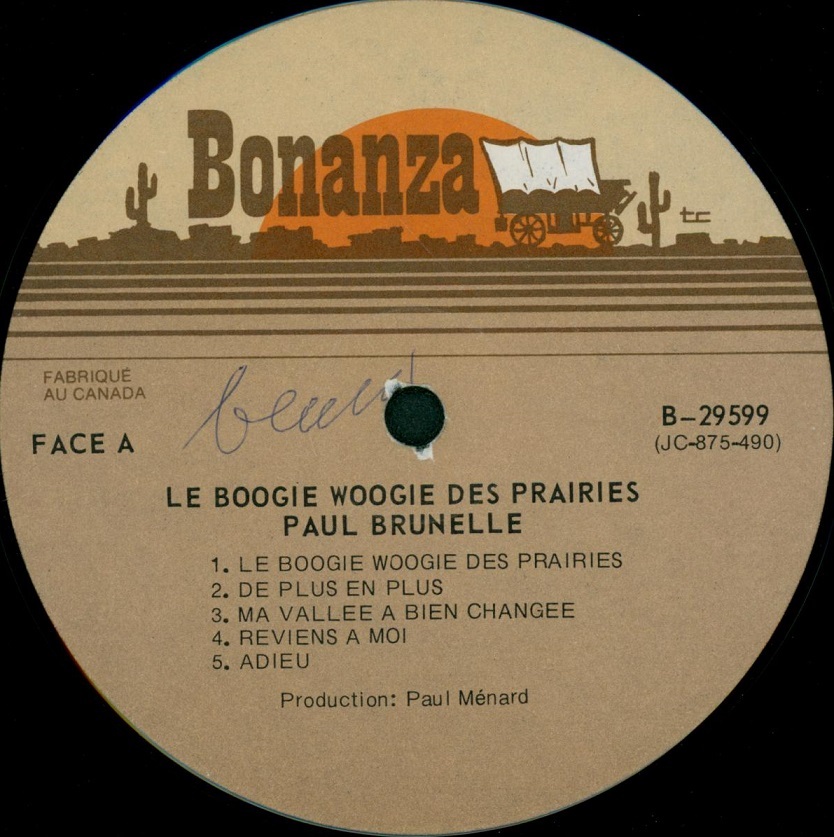 Bonanza
FABRIQUÉ
AU CANADA
FACE A
B–29599
(JC-875-490)
LE BOOGIE WOOGIE DES PRAIRIES
PAUL BRUNELLE
1. LE BOOGIE WOOGIE DES PRAIRIES
2. DE PLUS EN PLUS
3. MA VALLEE A BIEN CHANGEE
4. REVIENS A MOI
5. ADIEU
Production: Paul Ménard